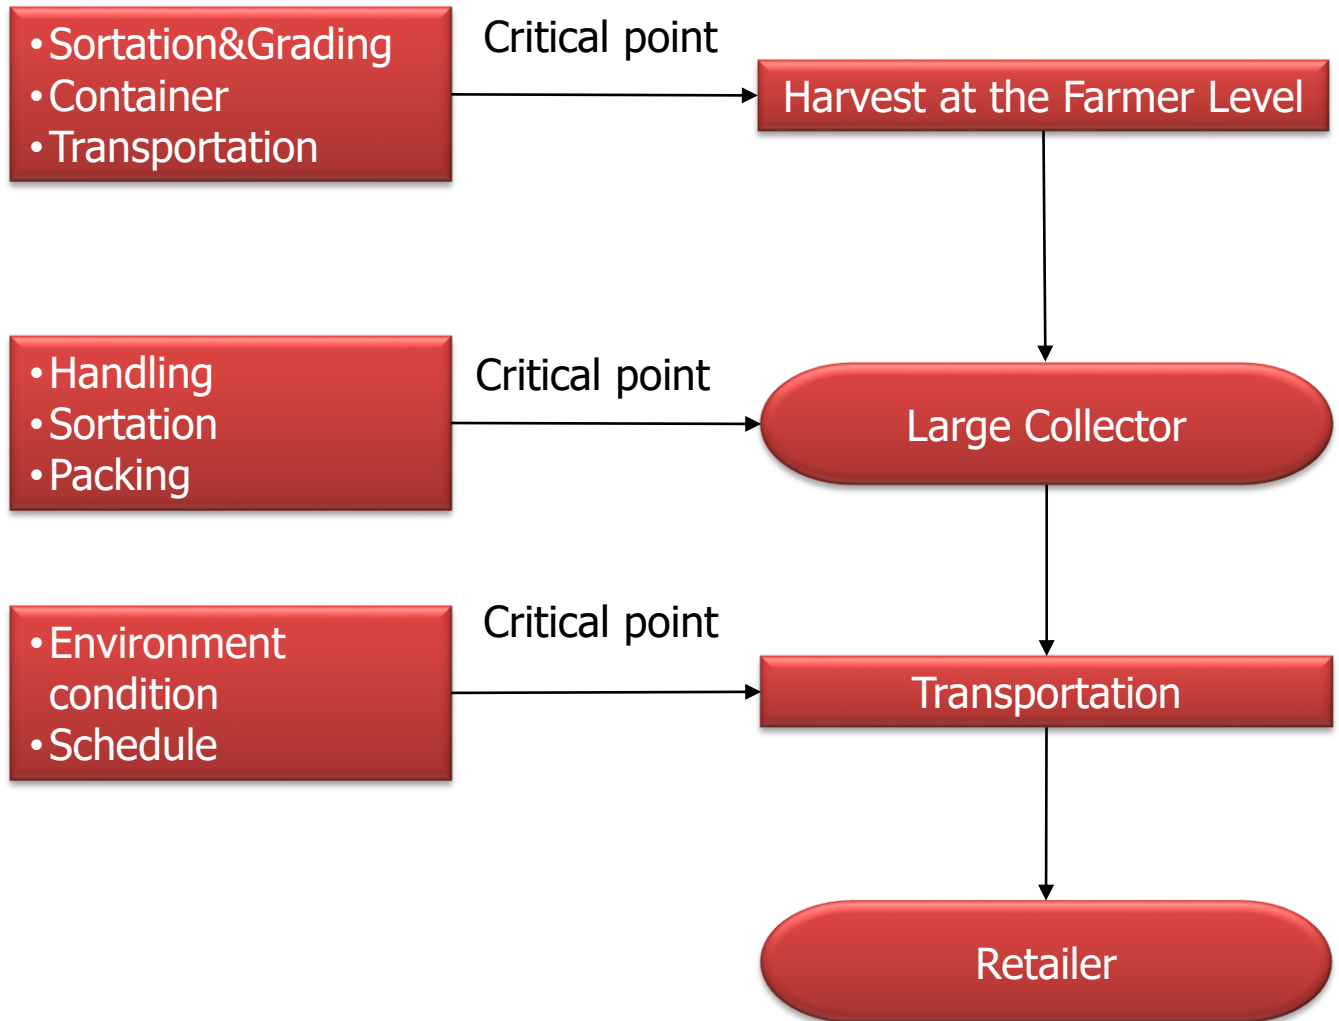 • Sortation&Grading
• Container
• Transportation
Critical point
Harvest at the Farmer Level
• Handling
• Sortation
• Packing
Critical point
Large Collector
• Environment
condition
• Schedule
Critical point
Transportation
Retailer